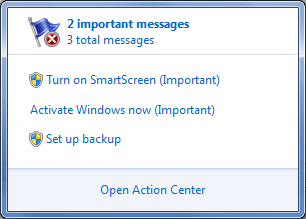 2 important messages
3 total messages
Turn on SmartScreen (Important)
Activate Windows now (Important)
Set up backup
Open Action Center